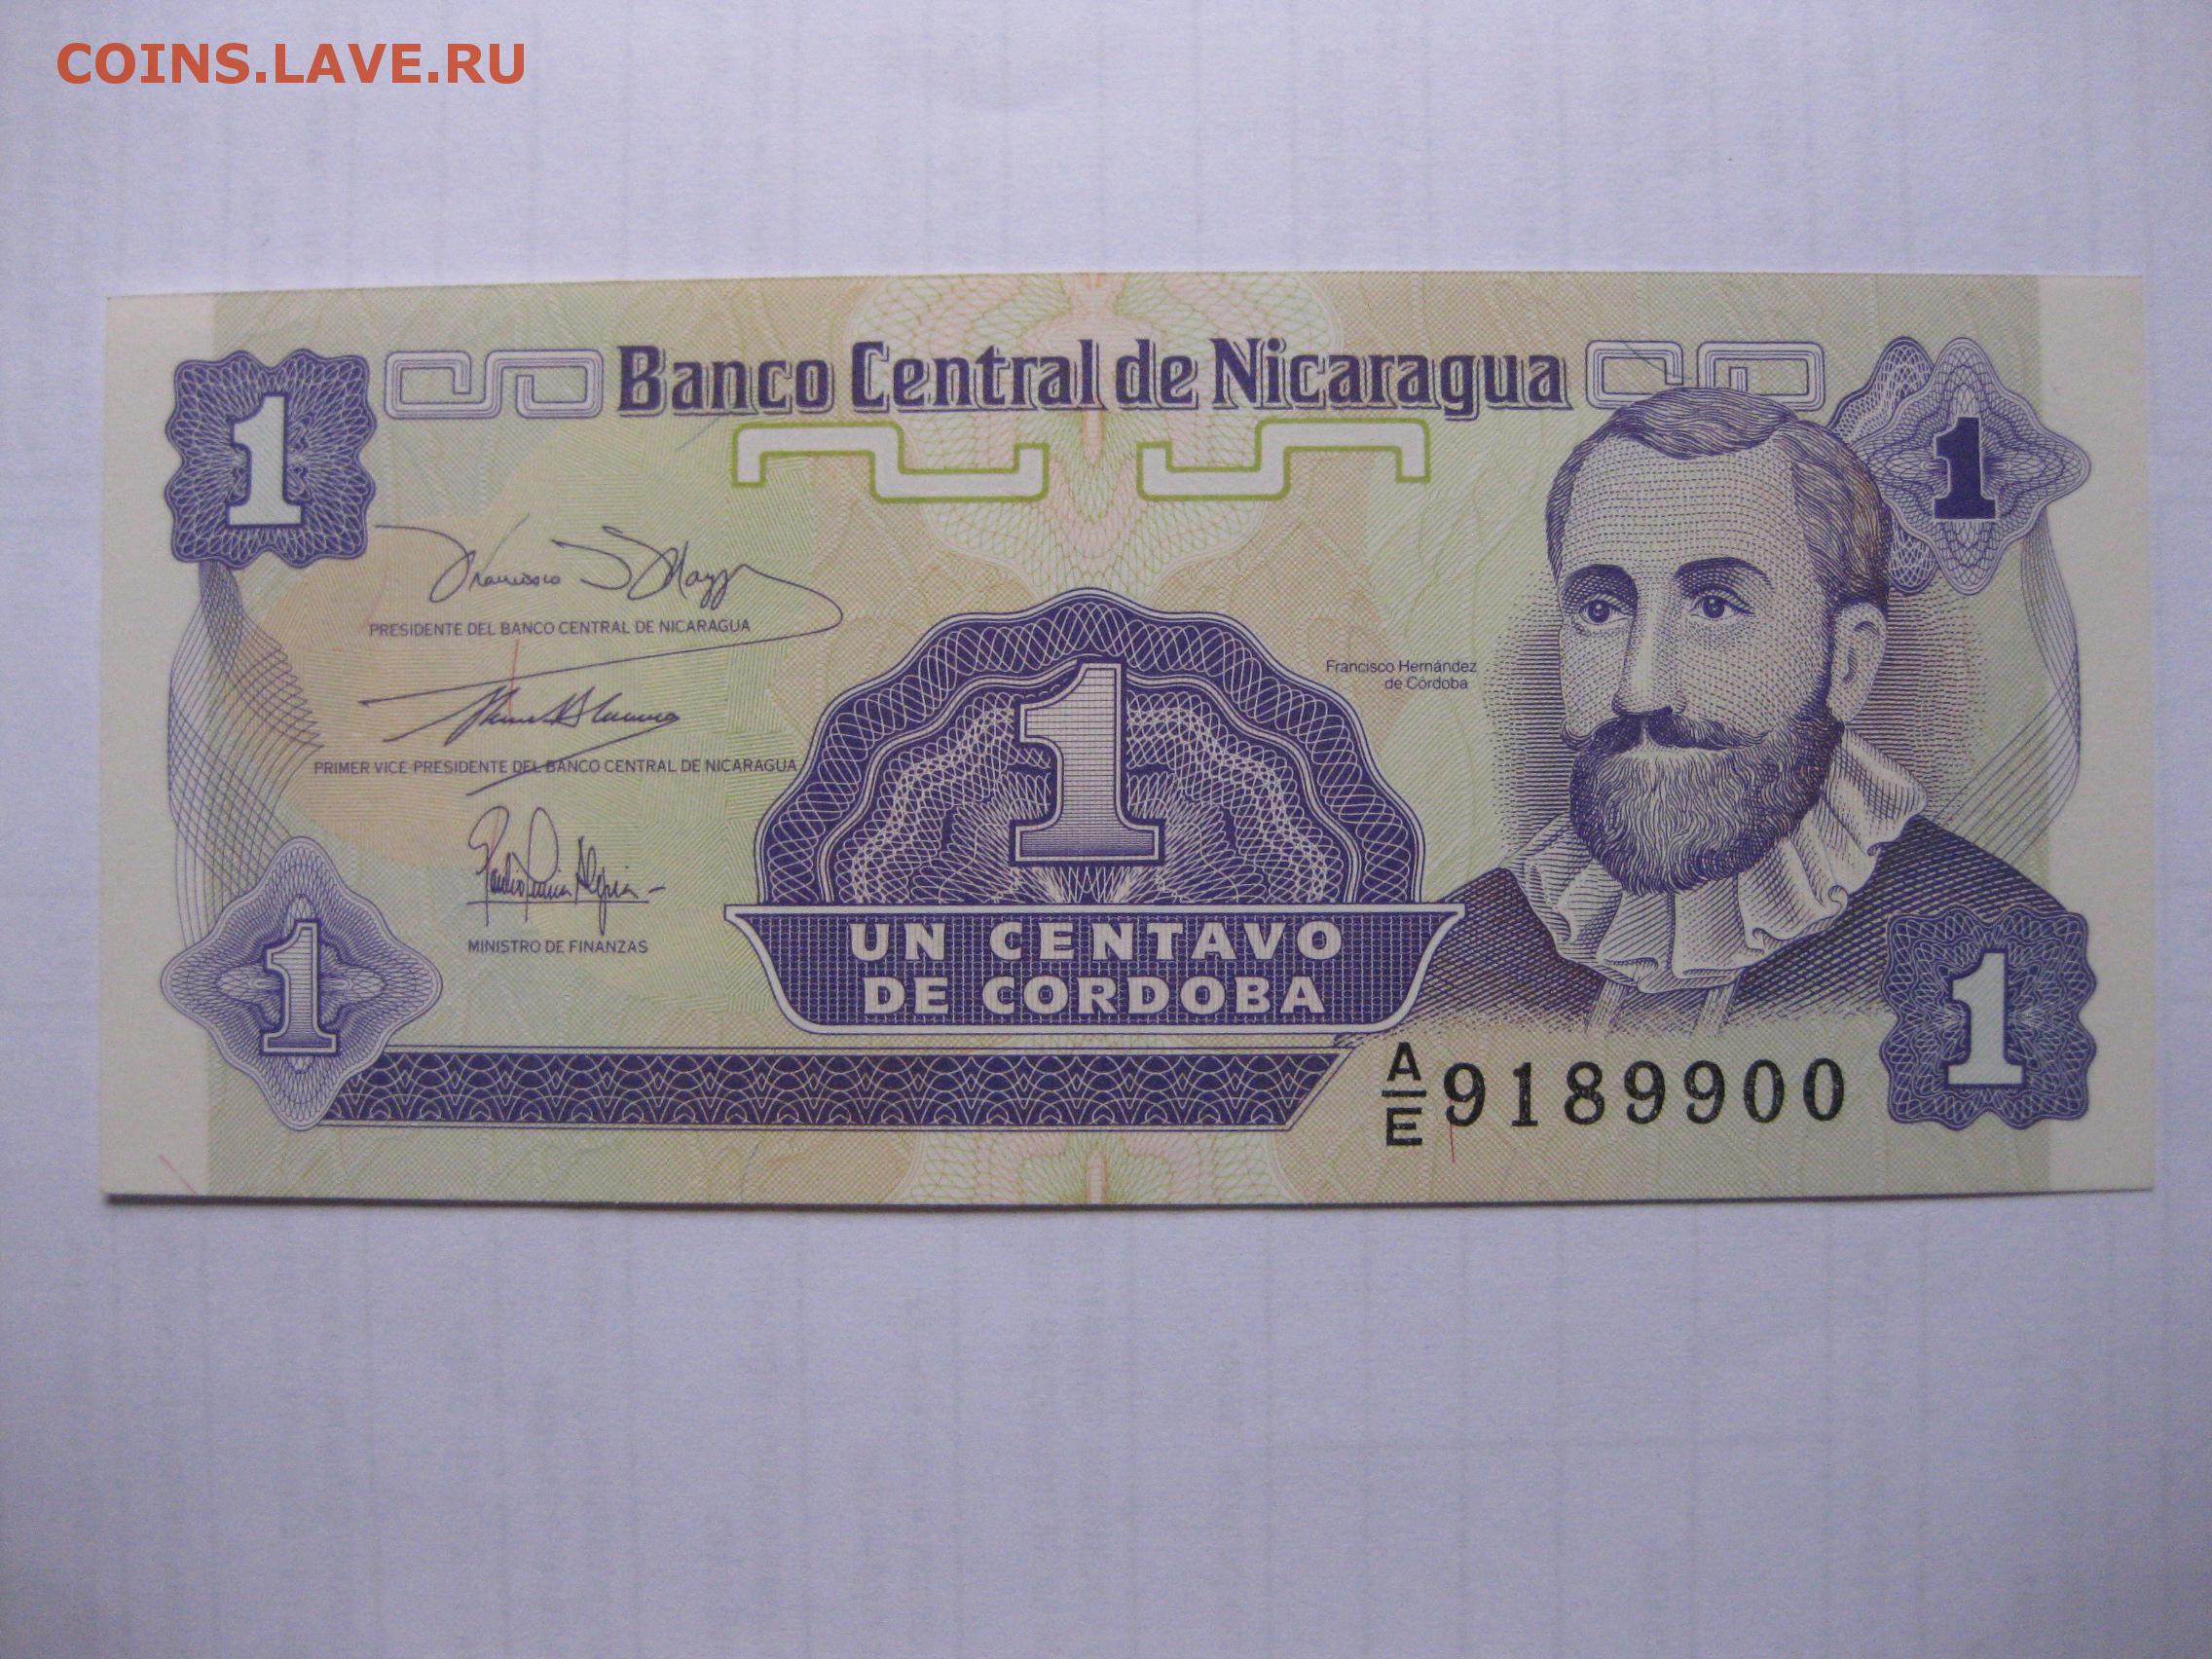 COINS.LAVE.RU
Banco Central de Nicaragua
1
1
PRESIDENTE DEL BANCO CENTRAL DE NICARAGUA
Francisco Hernández
de Córdoba
1
PRIMER VICE PRESIDENTE DEL BANCO CENTRAL DE NICARAGUA
MINISTRO DE FINANZAS
UN CENTAVO
DE CORDOBA
1
1
A/E 9189900